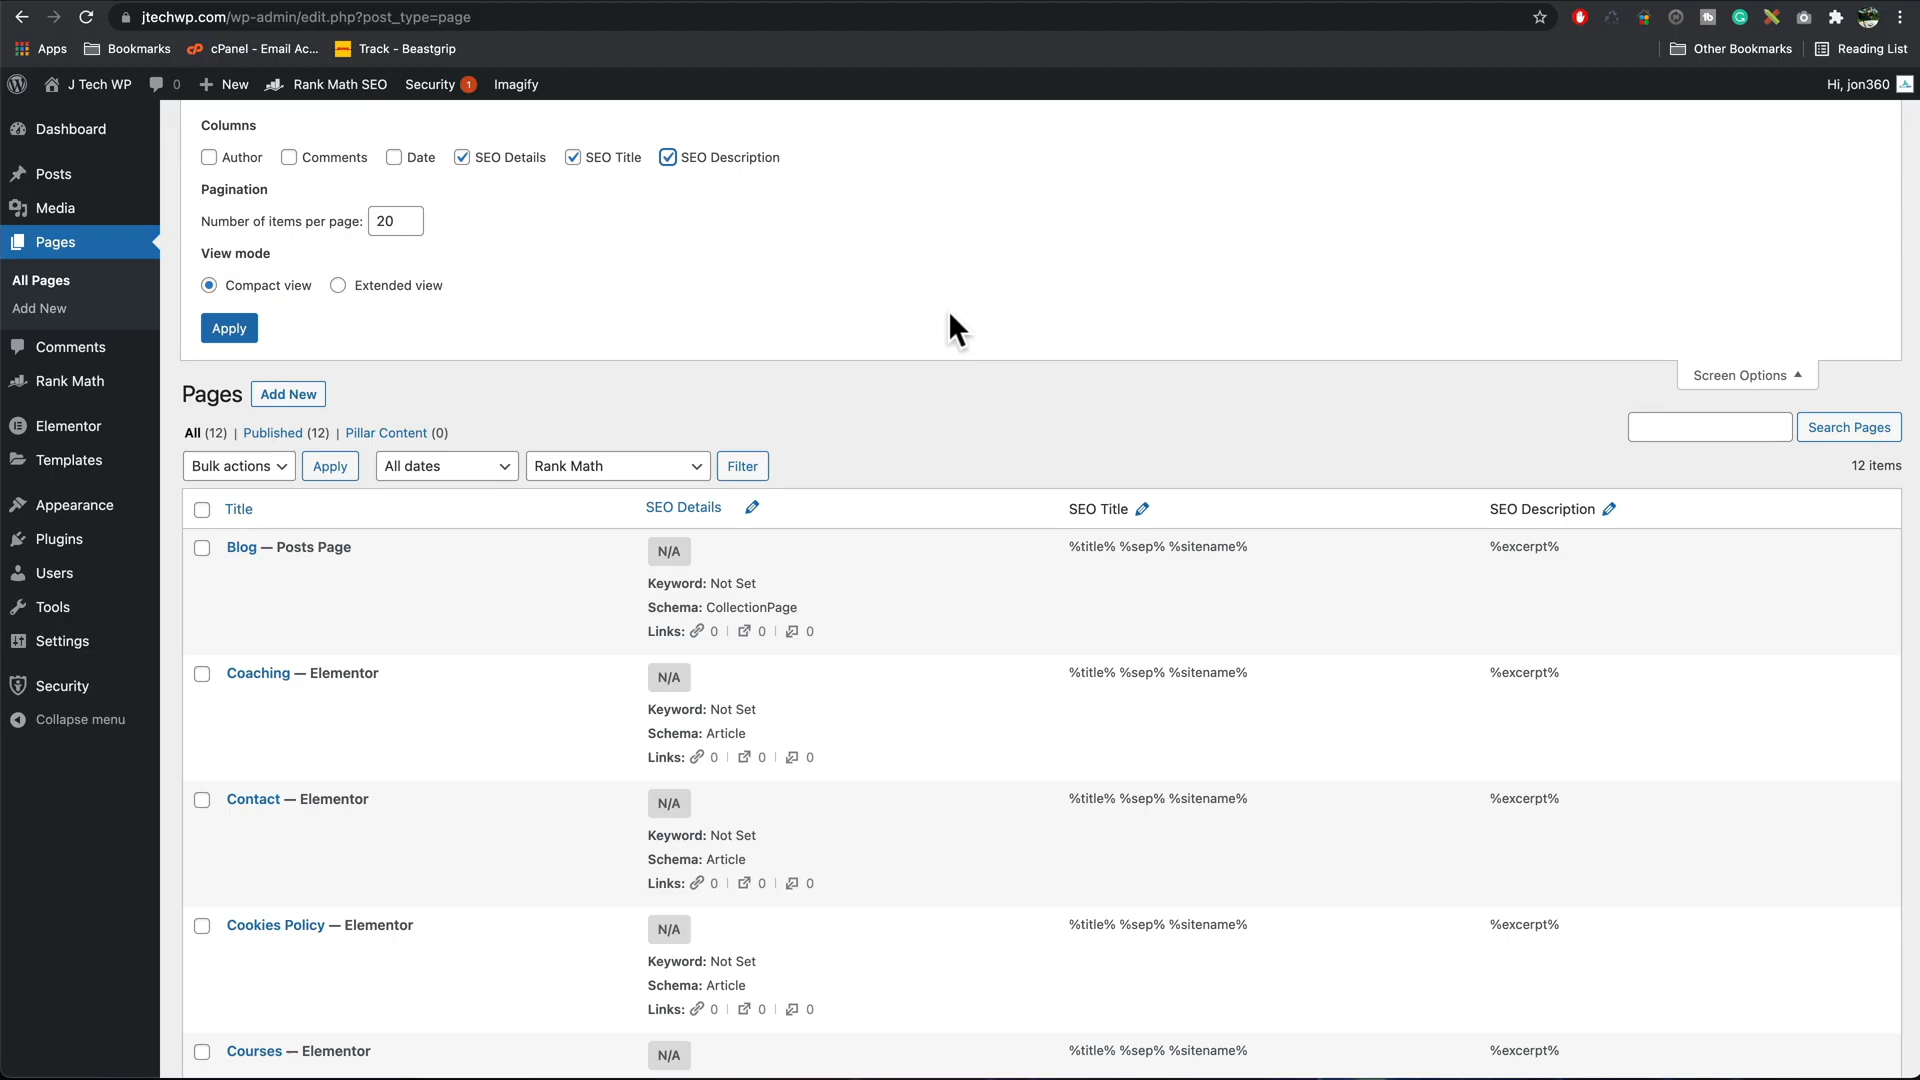 jtechwp.com/wp-admin/edit.php?post_type=page
Apps Bookmarks cPanel - Email Ac... Track - Beastgrip Other Bookmarks Reading List
J Tech WP 0 New Rank Math SEO Security 1 Imagify Hi, jon360
Dashboard
Posts
Media
Pages
All Pages
Add New
Comments
Rank Math
Elementor
Templates
Appearance
Plugins
Users
Tools
Settings
Security
Collapse menu
Columns
Author Comments Date SEO Details SEO Title SEO Description
Pagination
Number of items per page: 20
View mode
Compact view Extended view
Apply
Screen Options
Pages Add New
All (12) | Published (12) | Pillar Content (0)
Search Pages
Bulk actions Apply All dates Rank Math Filter 12 items
Title SEO Details SEO Title SEO Description
Blog — Posts Page N/A %title% %sep% %sitename% %excerpt%
Keyword: Not Set
Schema: CollectionPage
Links: 0 | 0 | 0
Coaching — Elementor N/A %title% %sep% %sitename% %excerpt%
Keyword: Not Set
Schema: Article
Links: 0 | 0 | 0
Contact — Elementor N/A %title% %sep% %sitename% %excerpt%
Keyword: Not Set
Schema: Article
Links: 0 | 0 | 0
Cookies Policy — Elementor N/A %title% %sep% %sitename% %excerpt%
Keyword: Not Set
Schema: Article
Links: 0 | 0 | 0
Courses — Elementor N/A %title% %sep% %sitename% %excerpt%